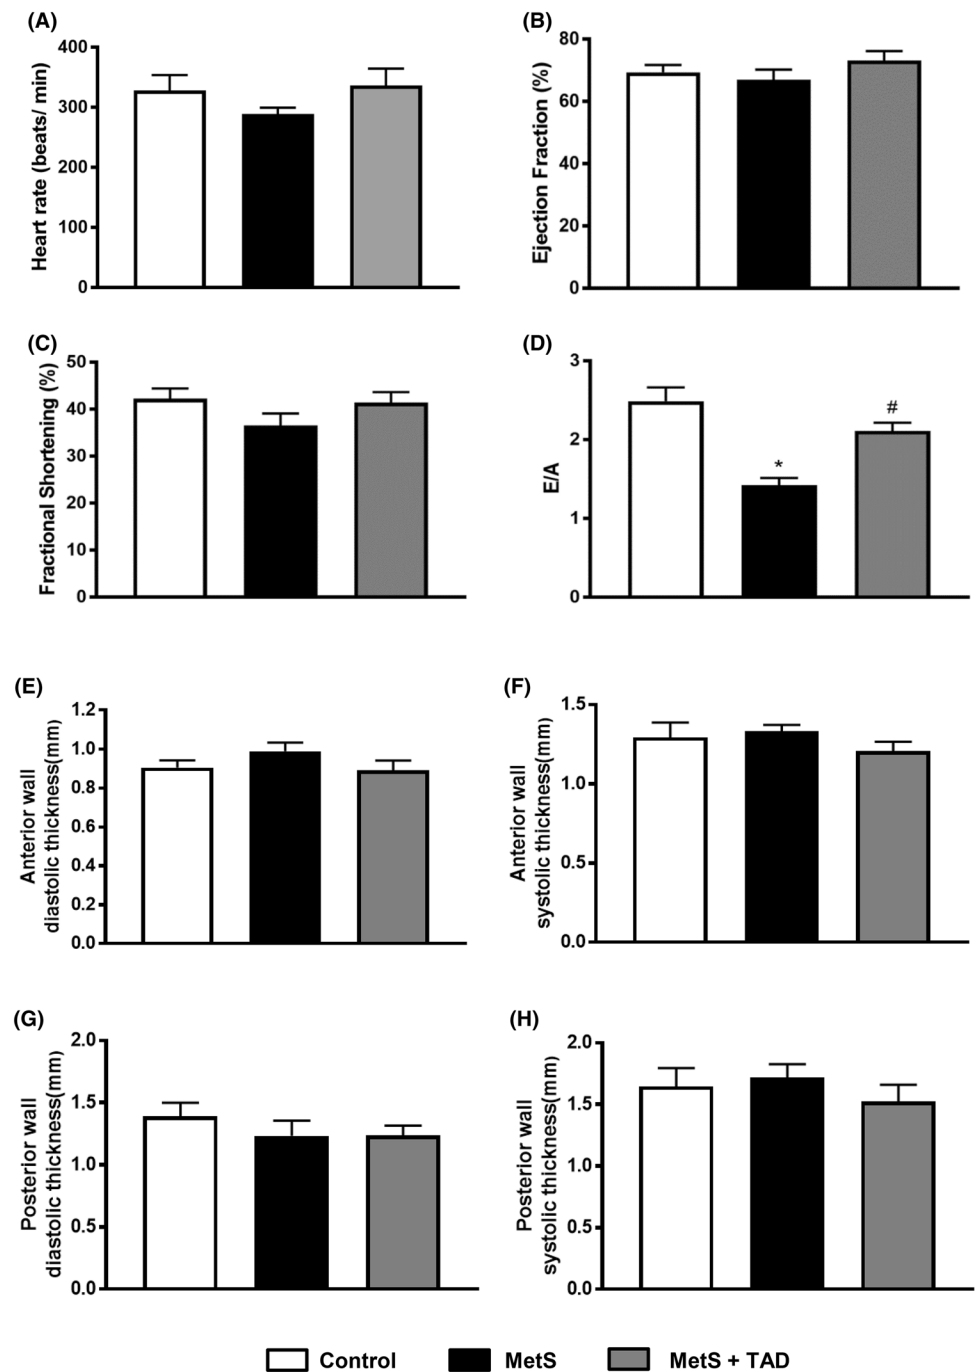 (A)
Heart rate (beats/ min)
400
300
200
100
0
(B)
Ejection Fraction (%)
80
60
40
20
0
(C)
Fractional Shortening (%)
50
40
30
20
10
0
(D)
E/A
3
2
1
0
*
#
(E)
Anterior wall
diastolic thickness(mm)
1.2
1.0
0.8
0.6
0.4
0.2
0.0
(F)
Anterior wall
systolic thickness(mm)
1.5
1.0
0.5
0.0
(G)
Posterior wall
diastolic thickness(mm)
2.0
1.5
1.0
0.5
0.0
(H)
Posterior wall
systolic thickness(mm)
2.0
1.5
1.0
0.5
0.0
Control MetS MetS + TAD